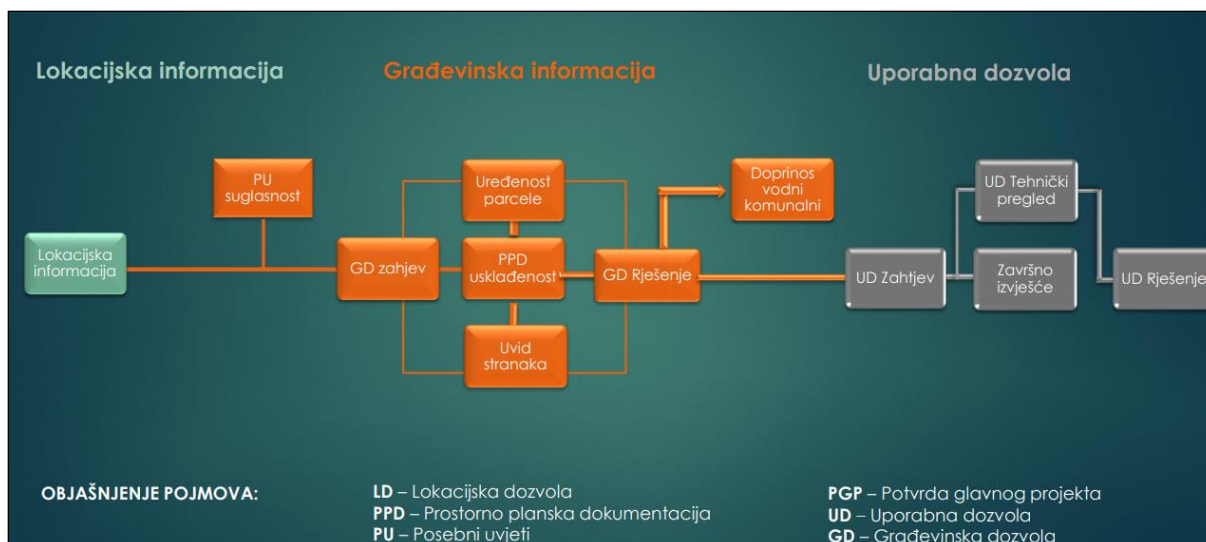 Lokacijska informacija
Građevinska informacija
Uporabna dozvola
PU
suglasnost
Uređenost
parcele
Doprinos
vodni
komunalni
UD Tehnički
pregled
Lokacijska
informacija
GD zahjev
PPD
usklađenost
GD Rješenje
UD Zahtjev
Završno
izvješće
UD Rješenje
Uvid
stranaka
OBJAŠNJENJE POJMOVA:
LD – Lokacijska dozvola
PPD – Prostorno planska dokumentacija
PU – Posebni uvjeti
PGP – Potvrda glavnog projekta
UD – Uporabna dozvola
GD – Građevinska dozvola